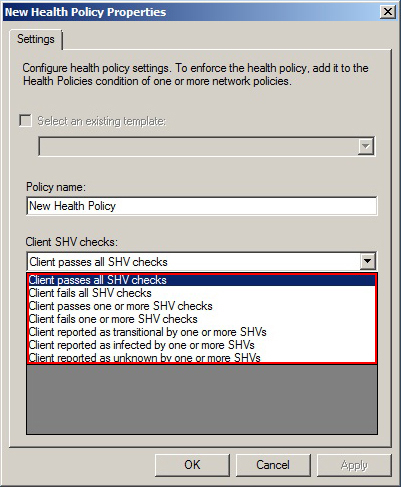 New Health Policy Properties
Settings
Configure health policy settings. To enforce the health policy, add it to the
Health Policies condition of one or more network policies.
Select an existing template:
Policy name:
New Health Policy
Client SHV checks:
Client passes all SHV checks
Client passes all SHV checks
Client fails all SHV checks
Client passes one or more SHV checks
Client fails one or more SHV checks
Client reported as transitional by one or more SHVs
Client reported as infected by one or more SHVs
Client reported as unknown by one or more SHVs
OK
Cancel
Apply